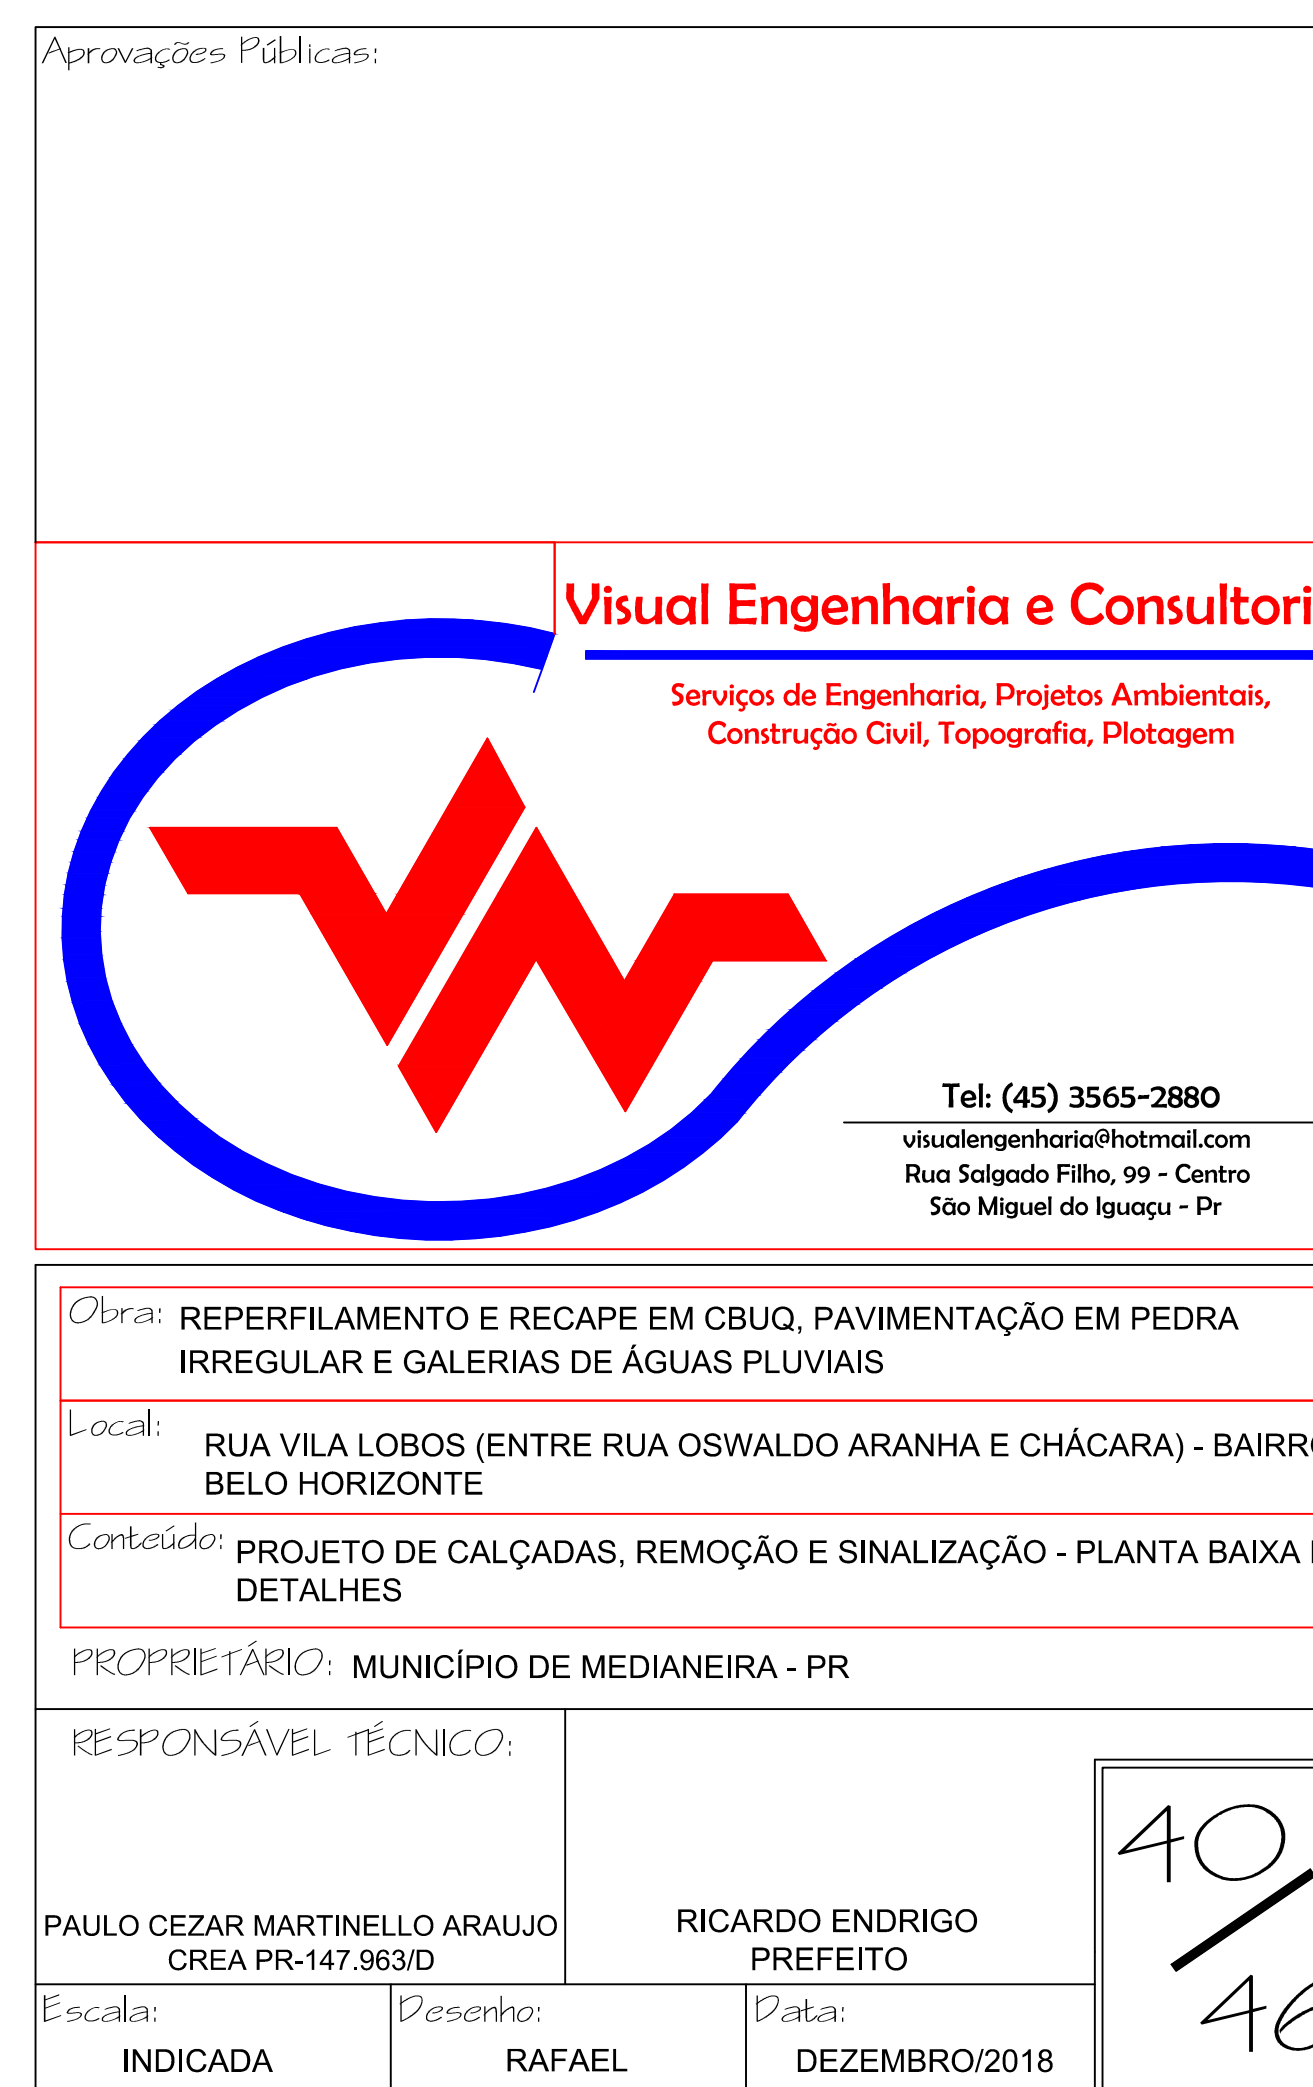 Aprovações Públicas:
Visual Engenharia e Consultori
Serviços de Engenharia, Projetos Ambientais,
Construção Civil, Topografia, Plotagem
Tel: (45) 3565-2880
visualengenharia@hotmail.com
Rua Salgado Filho, 99 - Centro
São Miguel do Iguaçu - Pr
Obra: REPERFILAMENTO E RECAPE EM CBUQ, PAVIMENTAÇÃO EM PEDRA
IRREGULAR E GALERIAS DE ÁGUAS PLUVIAIS
Local:
RUA VILA LOBOS (ENTRE RUA OSWALDO ARANHA E CHÁCARA) - BAIRRO
BELO HORIZONTE
Conteúdo: PROJETO DE CALÇADAS, REMOÇÃO E SINALIZAÇÃO - PLANTA BAIXA
DETALHES
PROPRIETÁRIO: MUNICÍPIO DE MEDIANEIRA - PR
RESPONSÁVEL TÉCNICO:
PAULO CEZAR MARTINELLO ARAUJO
CREA PR-147.963/D
RICARDO ENDRIGO
PREFEITO
40/
46
Escala:
INDICADA
Desenho:
RAFAEL
Data:
DEZEMBRO/2018